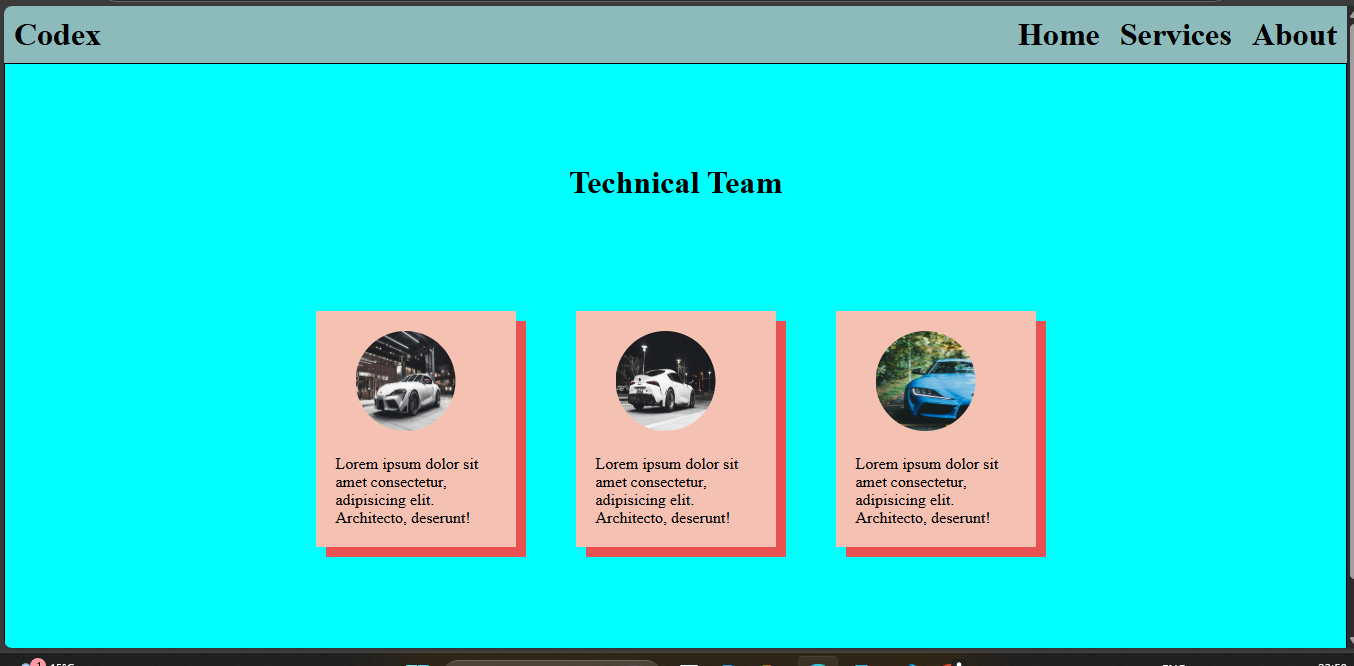 Codex
Home Services About
Technical Team
Lorem ipsum dolor sit
amet consectetur,
adipisicing elit.
Architecto, deserunt!
Lorem ipsum dolor sit
amet consectetur,
adipisicing elit.
Architecto, deserunt!
Lorem ipsum dolor sit
amet consectetur,
adipisicing elit.
Architecto, deserunt!